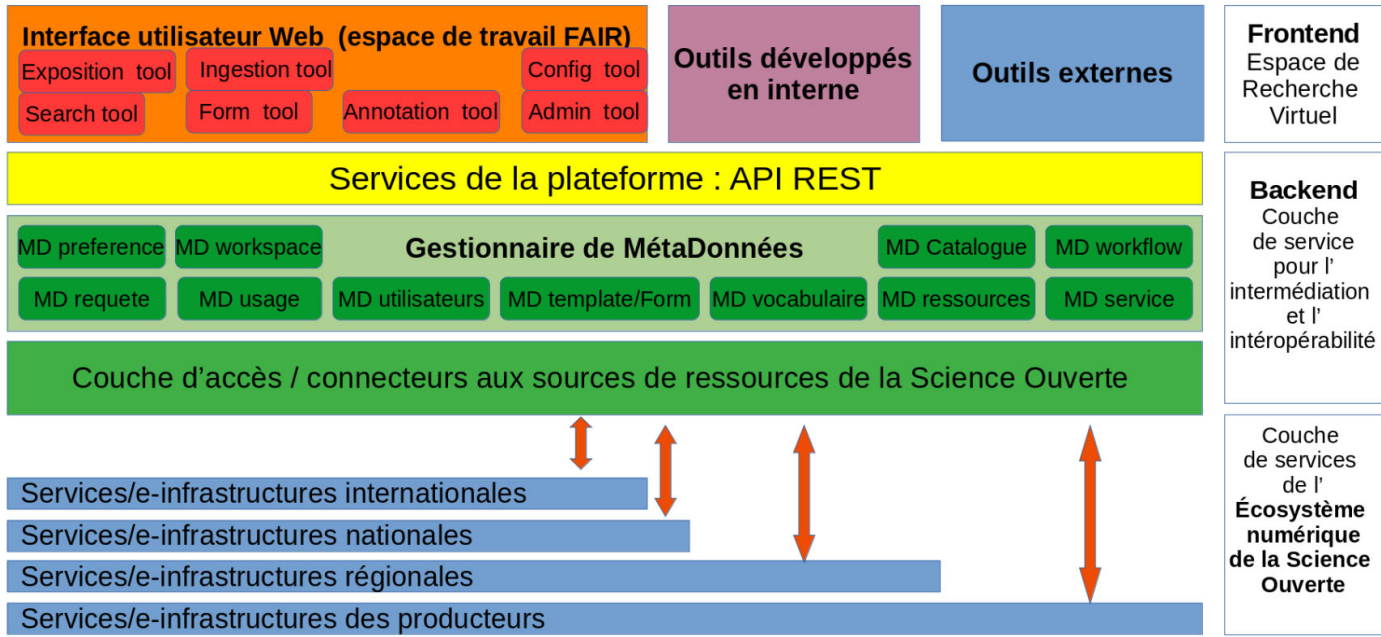 Interface utilisateur Web (espace de travail FAIR)
Exposition tool
Ingestion tool
Config tool
Search tool
Form tool
Annotation tool
Admin tool
Outils développés
en interne
Outils externes
Frontend
Espace de
Recherche
Virtuel
Services de la plateforme : API REST
Backend
Couche
de service
pour l'
intermédiation
et l'
intéropérabilité
MD preference
MD workspace
Gestionnaire de MétaDonnées
MD Catalogue
MD workflow
MD requete
MD usage
MD utilisateurs
MD template/Form
MD vocabulaire
MD ressources
MD service
Couche d'accès / connecteurs aux sources de ressources de la Science Ouverte
Services/e-infrastructures internationales
Services/e-infrastructures nationales
Services/e-infrastructures régionales
Services/e-infrastructures des producteurs
Couche
de services
de l'
Écosystème
numérique
de la Science
Ouverte